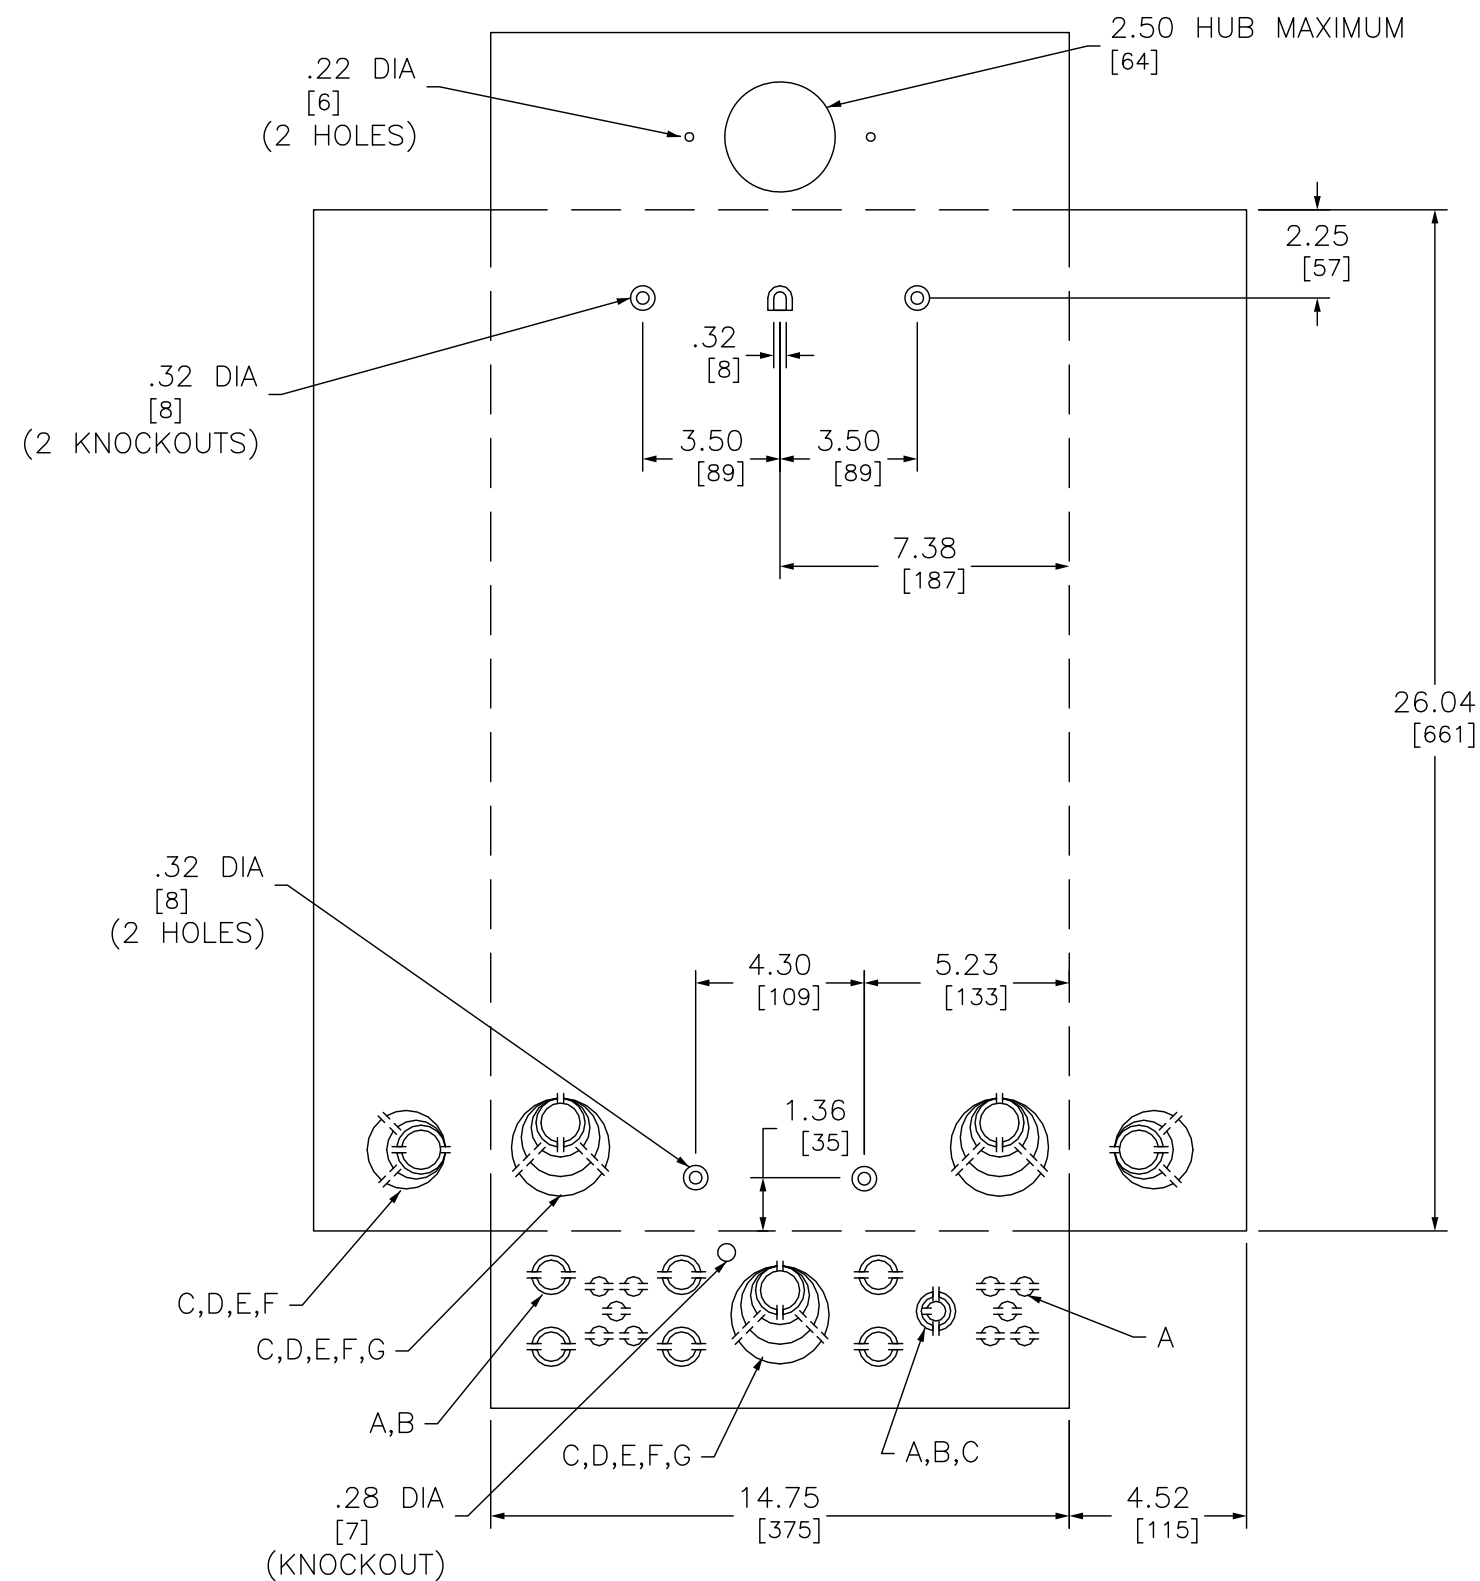 2.50 HUB MAXIMUM
[64]
.22 DIA
[6]
(2 HOLES)
2.25
[57]
.32
[8]
.32 DIA
[8]
(2 KNOCKOUTS)
3.50
[89]
3.50
[89]
7.38
[187]
26.04
[661]
.32 DIA
[8]
(2 HOLES)
4.30
[109]
5.23
[133]
1.36
[35]
C,D,E,F
C,D,E,F,G
A
A,B
C,D,E,F,G
A,B,C
.28 DIA
[7]
(KNOCKOUT)
14.75
[375]
4.52
[115]